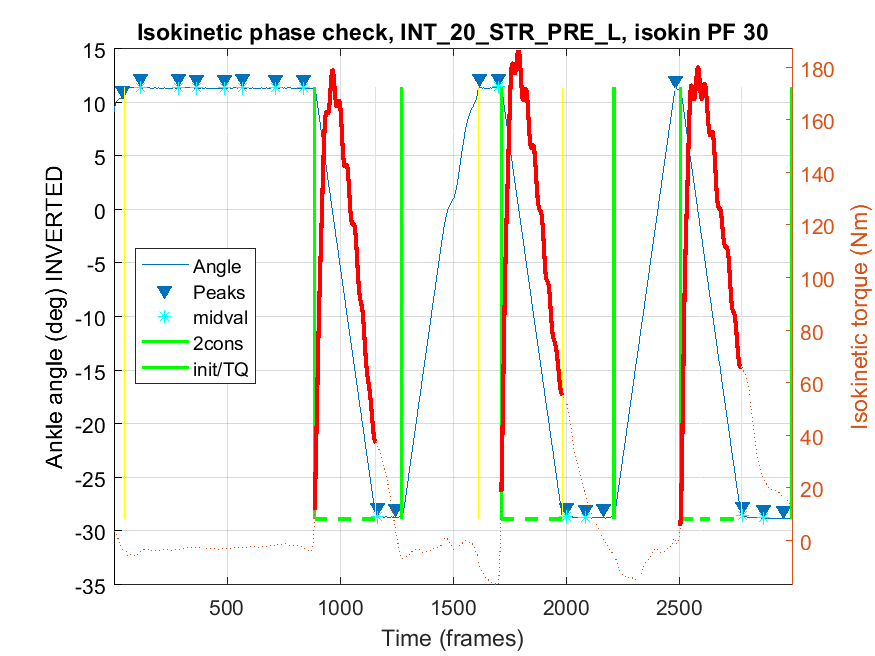 Isokinetic phase check, INT_20_STR_PRE_L, isokin PF 30
15
10
5
0
-5
-10
-15
-20
-25
-30
-35
Ankle angle (deg) INVERTED
180
160
140
120
100
80
60
40
20
0
Isokinetic torque (Nm)
Angle
Peaks
midval
2cons
init/TQ
500
1000
1500
2000
2500
Time (frames)